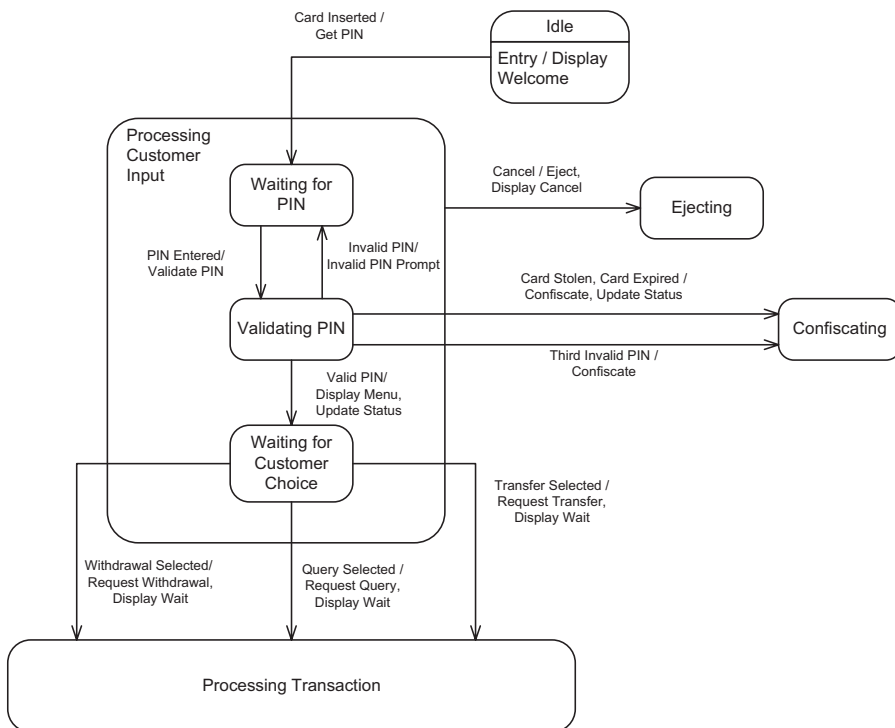 Card Inserted /
Get PIN
Idle
Entry / Display
Welcome
Processing
Customer
Input
Waiting for
PIN
Cancel / Eject,
Display Cancel
Ejecting
PIN Entered/
Validate PIN
Invalid PIN/
Invalid PIN Prompt
Card Stolen, Card Expired /
Confiscate, Update Status
Validating PIN
Confiscating
Third Invalid PIN /
Confiscate
Valid PIN/
Display Menu,
Update Status
Waiting for
Customer
Choice
Transfer Selected /
Request Transfer,
Display Wait
Withdrawal Selected/
Request Withdrawal,
Display Wait
Query Selected /
Request Query,
Display Wait
Processing Transaction